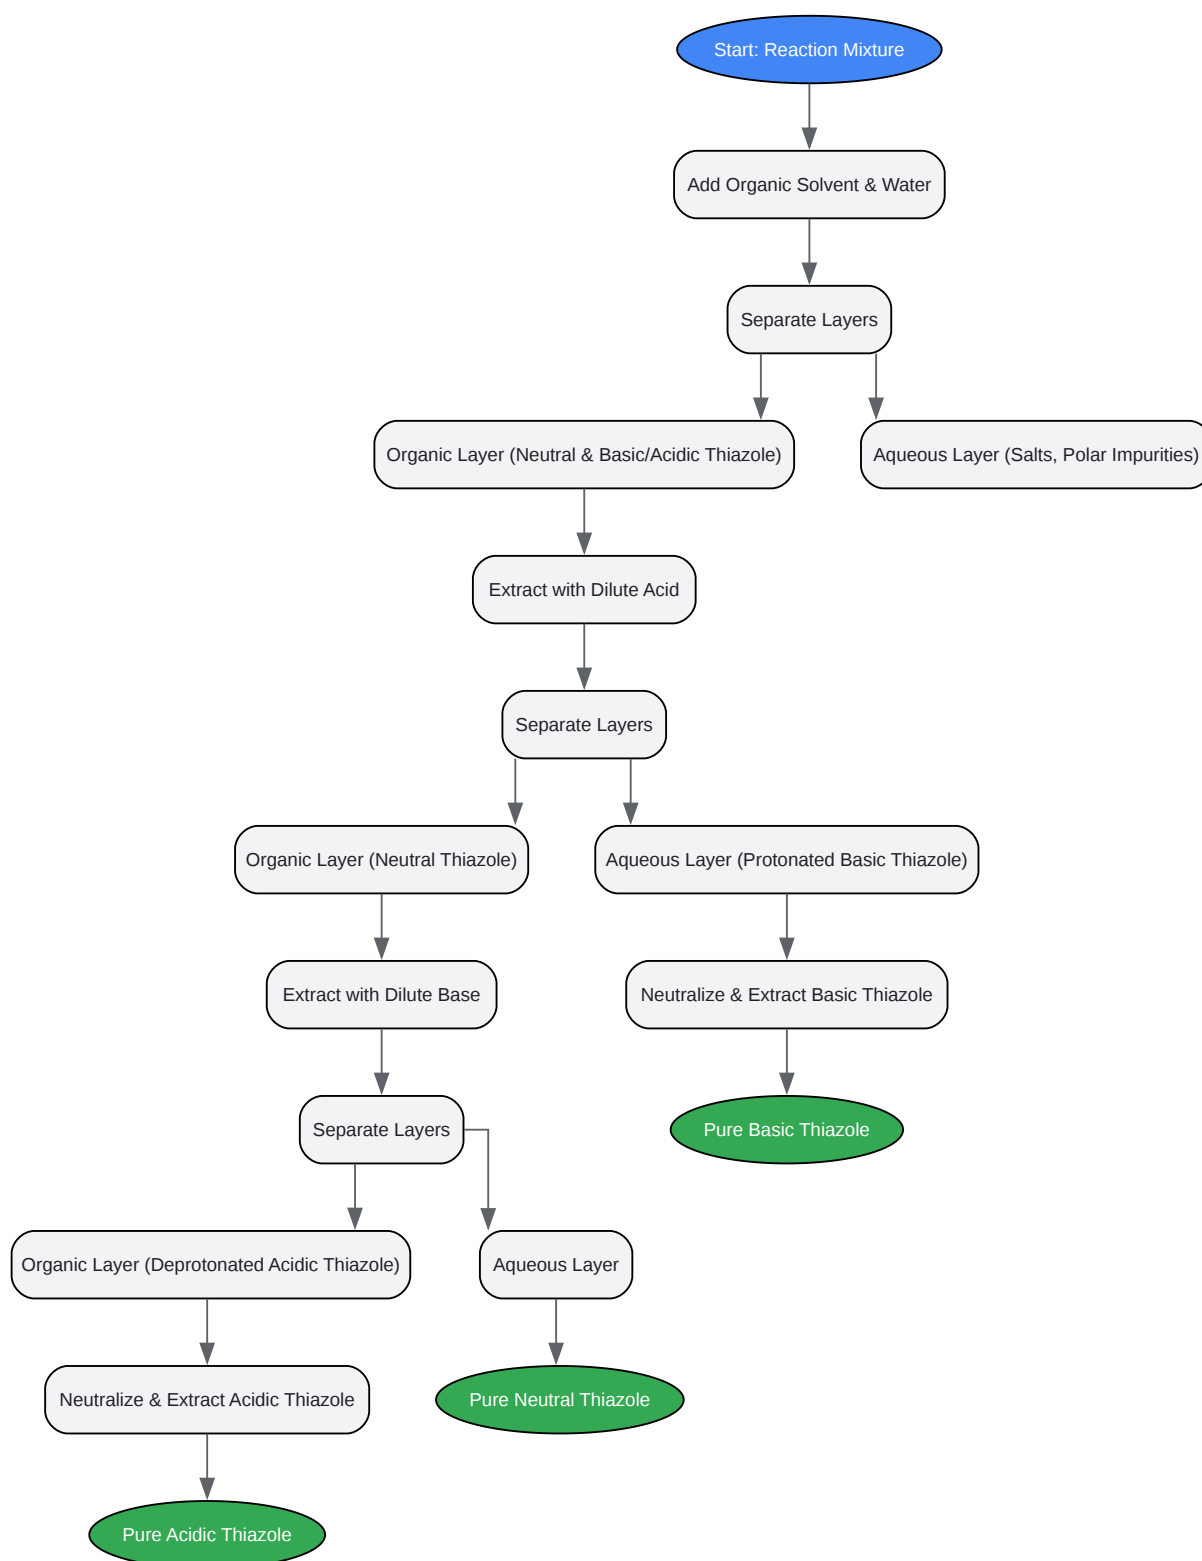 Start: Reaction Mixture
Add Organic Solvent & Water
Separate Layers
Organic Layer (Neutral & Basic/Acidic Thiazole)
Aqueous Layer (Salts, Polar Impurities)
Extract with Dilute Acid
Separate Layers
Organic Layer (Neutral Thiazole)
Aqueous Layer (Protonated Basic Thiazole)
Extract with Dilute Base
Neutralize & Extract Basic Thiazole
Separate Layers
Pure Basic Thiazole
Organic Layer (Deprotonated Acidic Thiazole)
Aqueous Layer
Neutralize & Extract Acidic Thiazole
Pure Neutral Thiazole
Pure Acidic Thiazole